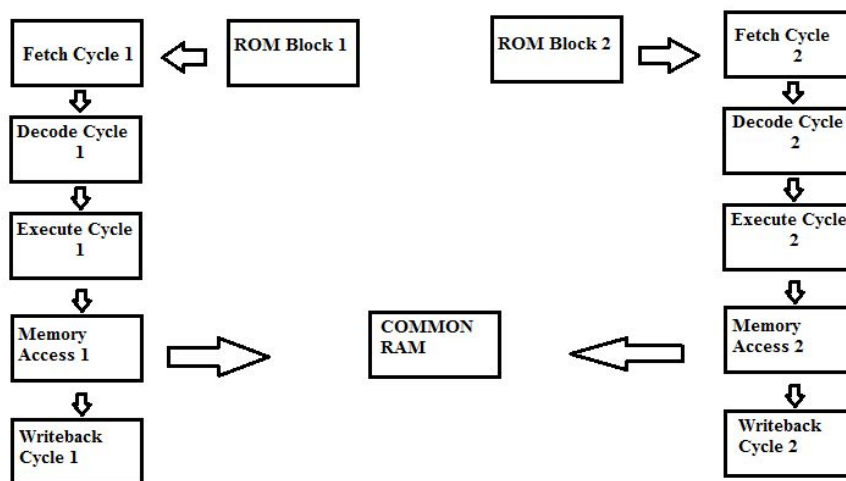 Fetch Cycle 1
ROM Block 1
ROM Block 2
Fetch Cycle
2
Decode Cycle
1
Decode Cycle
2
Execute Cycle
1
Execute Cycle
2
Memory
Access 1
COMMON
RAM
Memory
Access 2
Writeback
Cycle 1
Writeback
Cycle 2